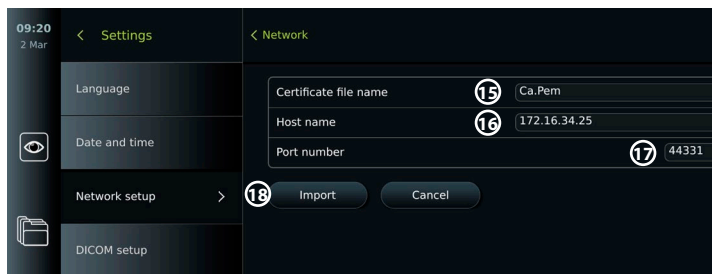 09:20
2 Mar
< Settings
Language
Date and time
Network setup >
DICOM setup
< Network
Certificate file name 15 Ca.Pem
Host name 16 172.16.34.25
Port number 17 44331
18 Import Cancel